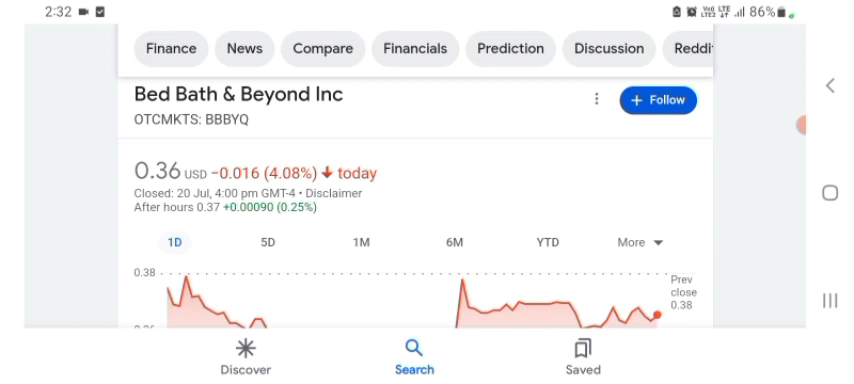 2:32
Vo) LTE
LTE2 86%
Finance News Compare Financials Prediction Discussion Reddi
Bed Bath & Beyond Inc
+ Follow
OTCMKTS: BBBYQ
0.36 USD −0.016 (4.08%) today
Closed: 20 Jul, 4:00 pm GMT-4 • Disclaimer
After hours 0.37 +0.00090 (0.25%)
1D 5D 1M 6M YTD More
0.38
Prev
close
0.38
Discover Search Saved